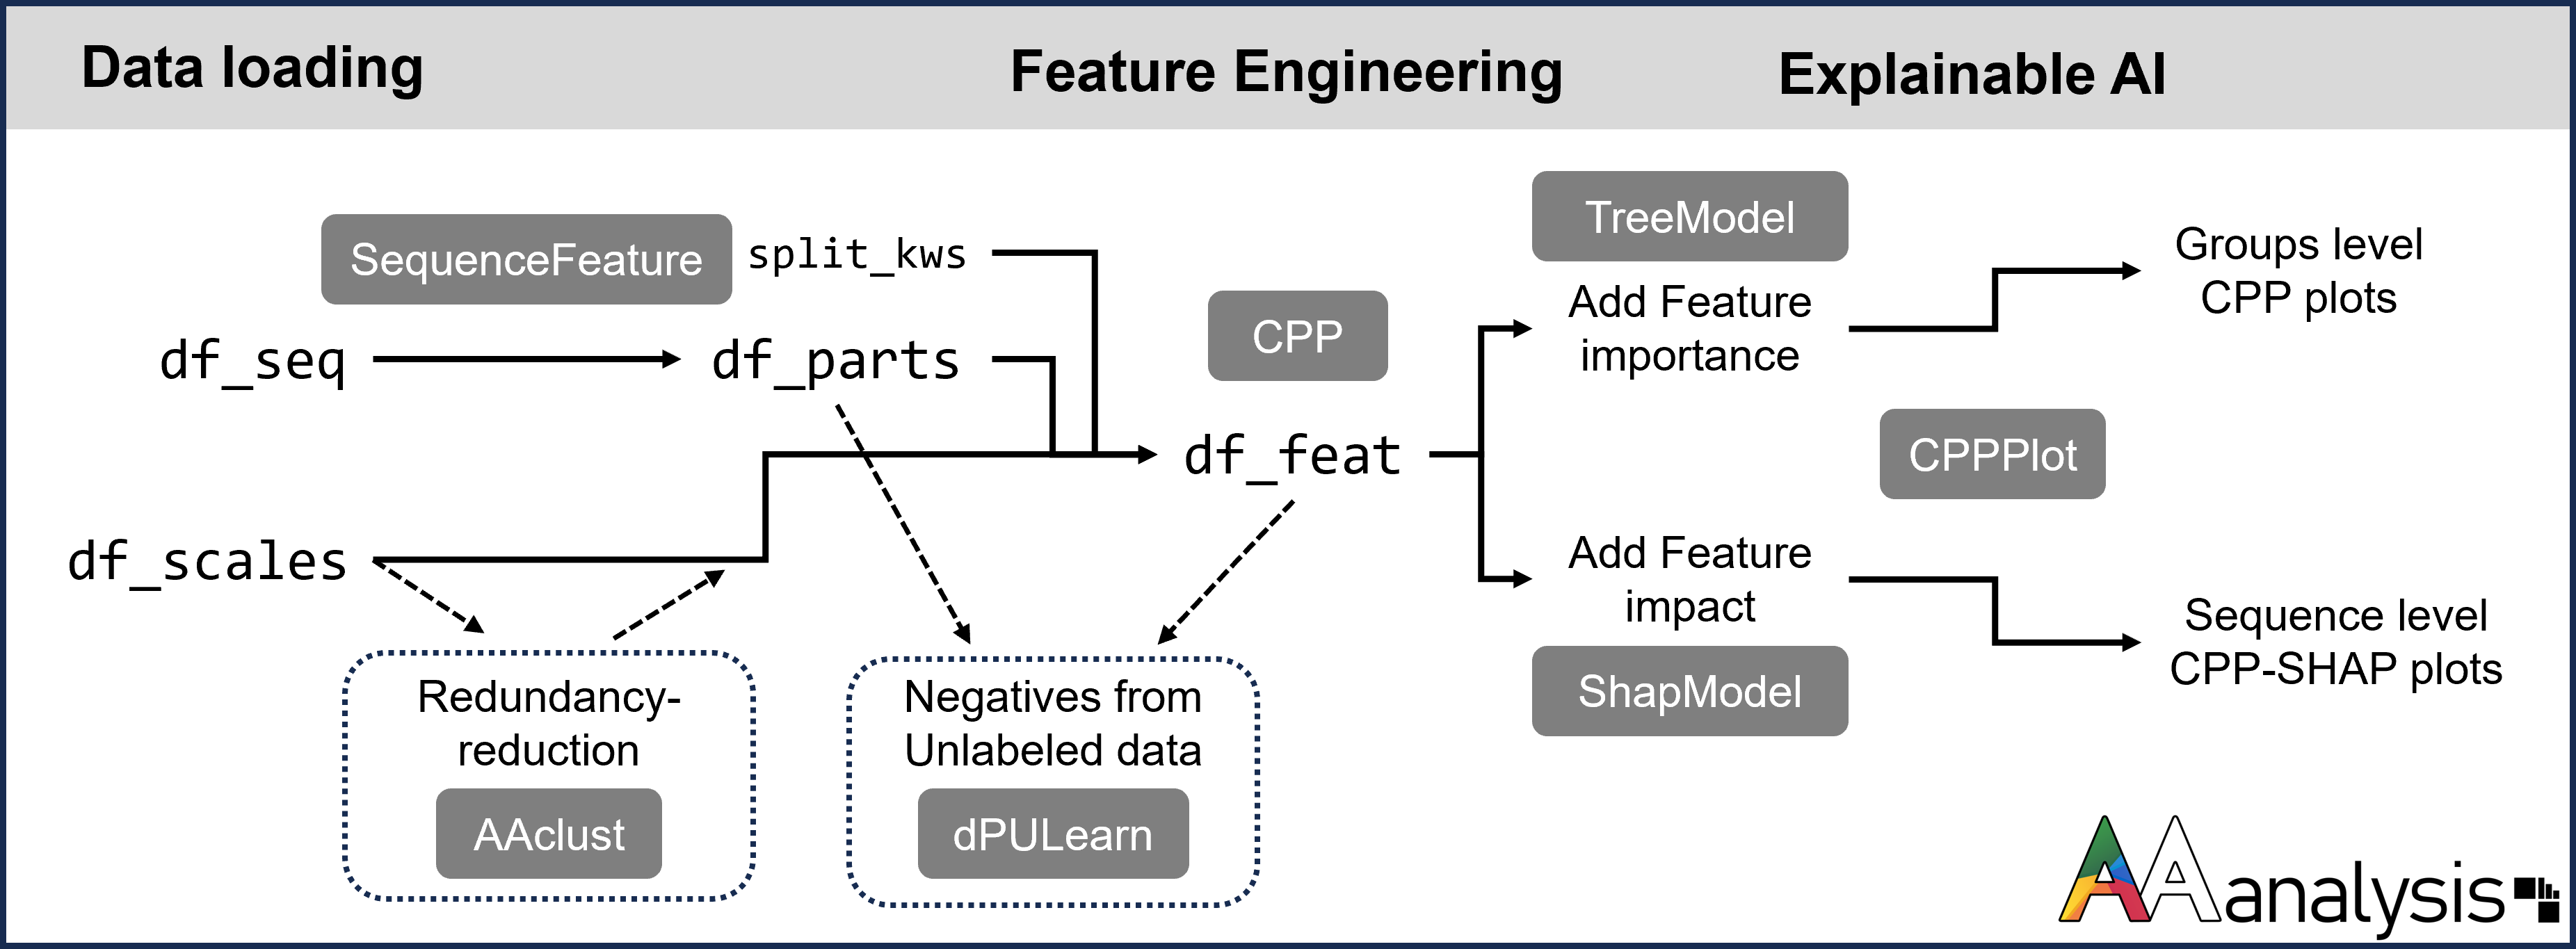 Data loading
Feature Engineering
Explainable AI
SequenceFeature
split_kws
df_seq
df_parts
df_scales
CPP
df_feat
TreeModel
Add Feature
importance
Groups level
CPP plots
CPPPlot
Add Feature
impact
ShapModel
Sequence level
CPP-SHAP plots
Redundancy-
reduction
AAclust
Negatives from
Unlabeled data
dPULearn
AAanalysis